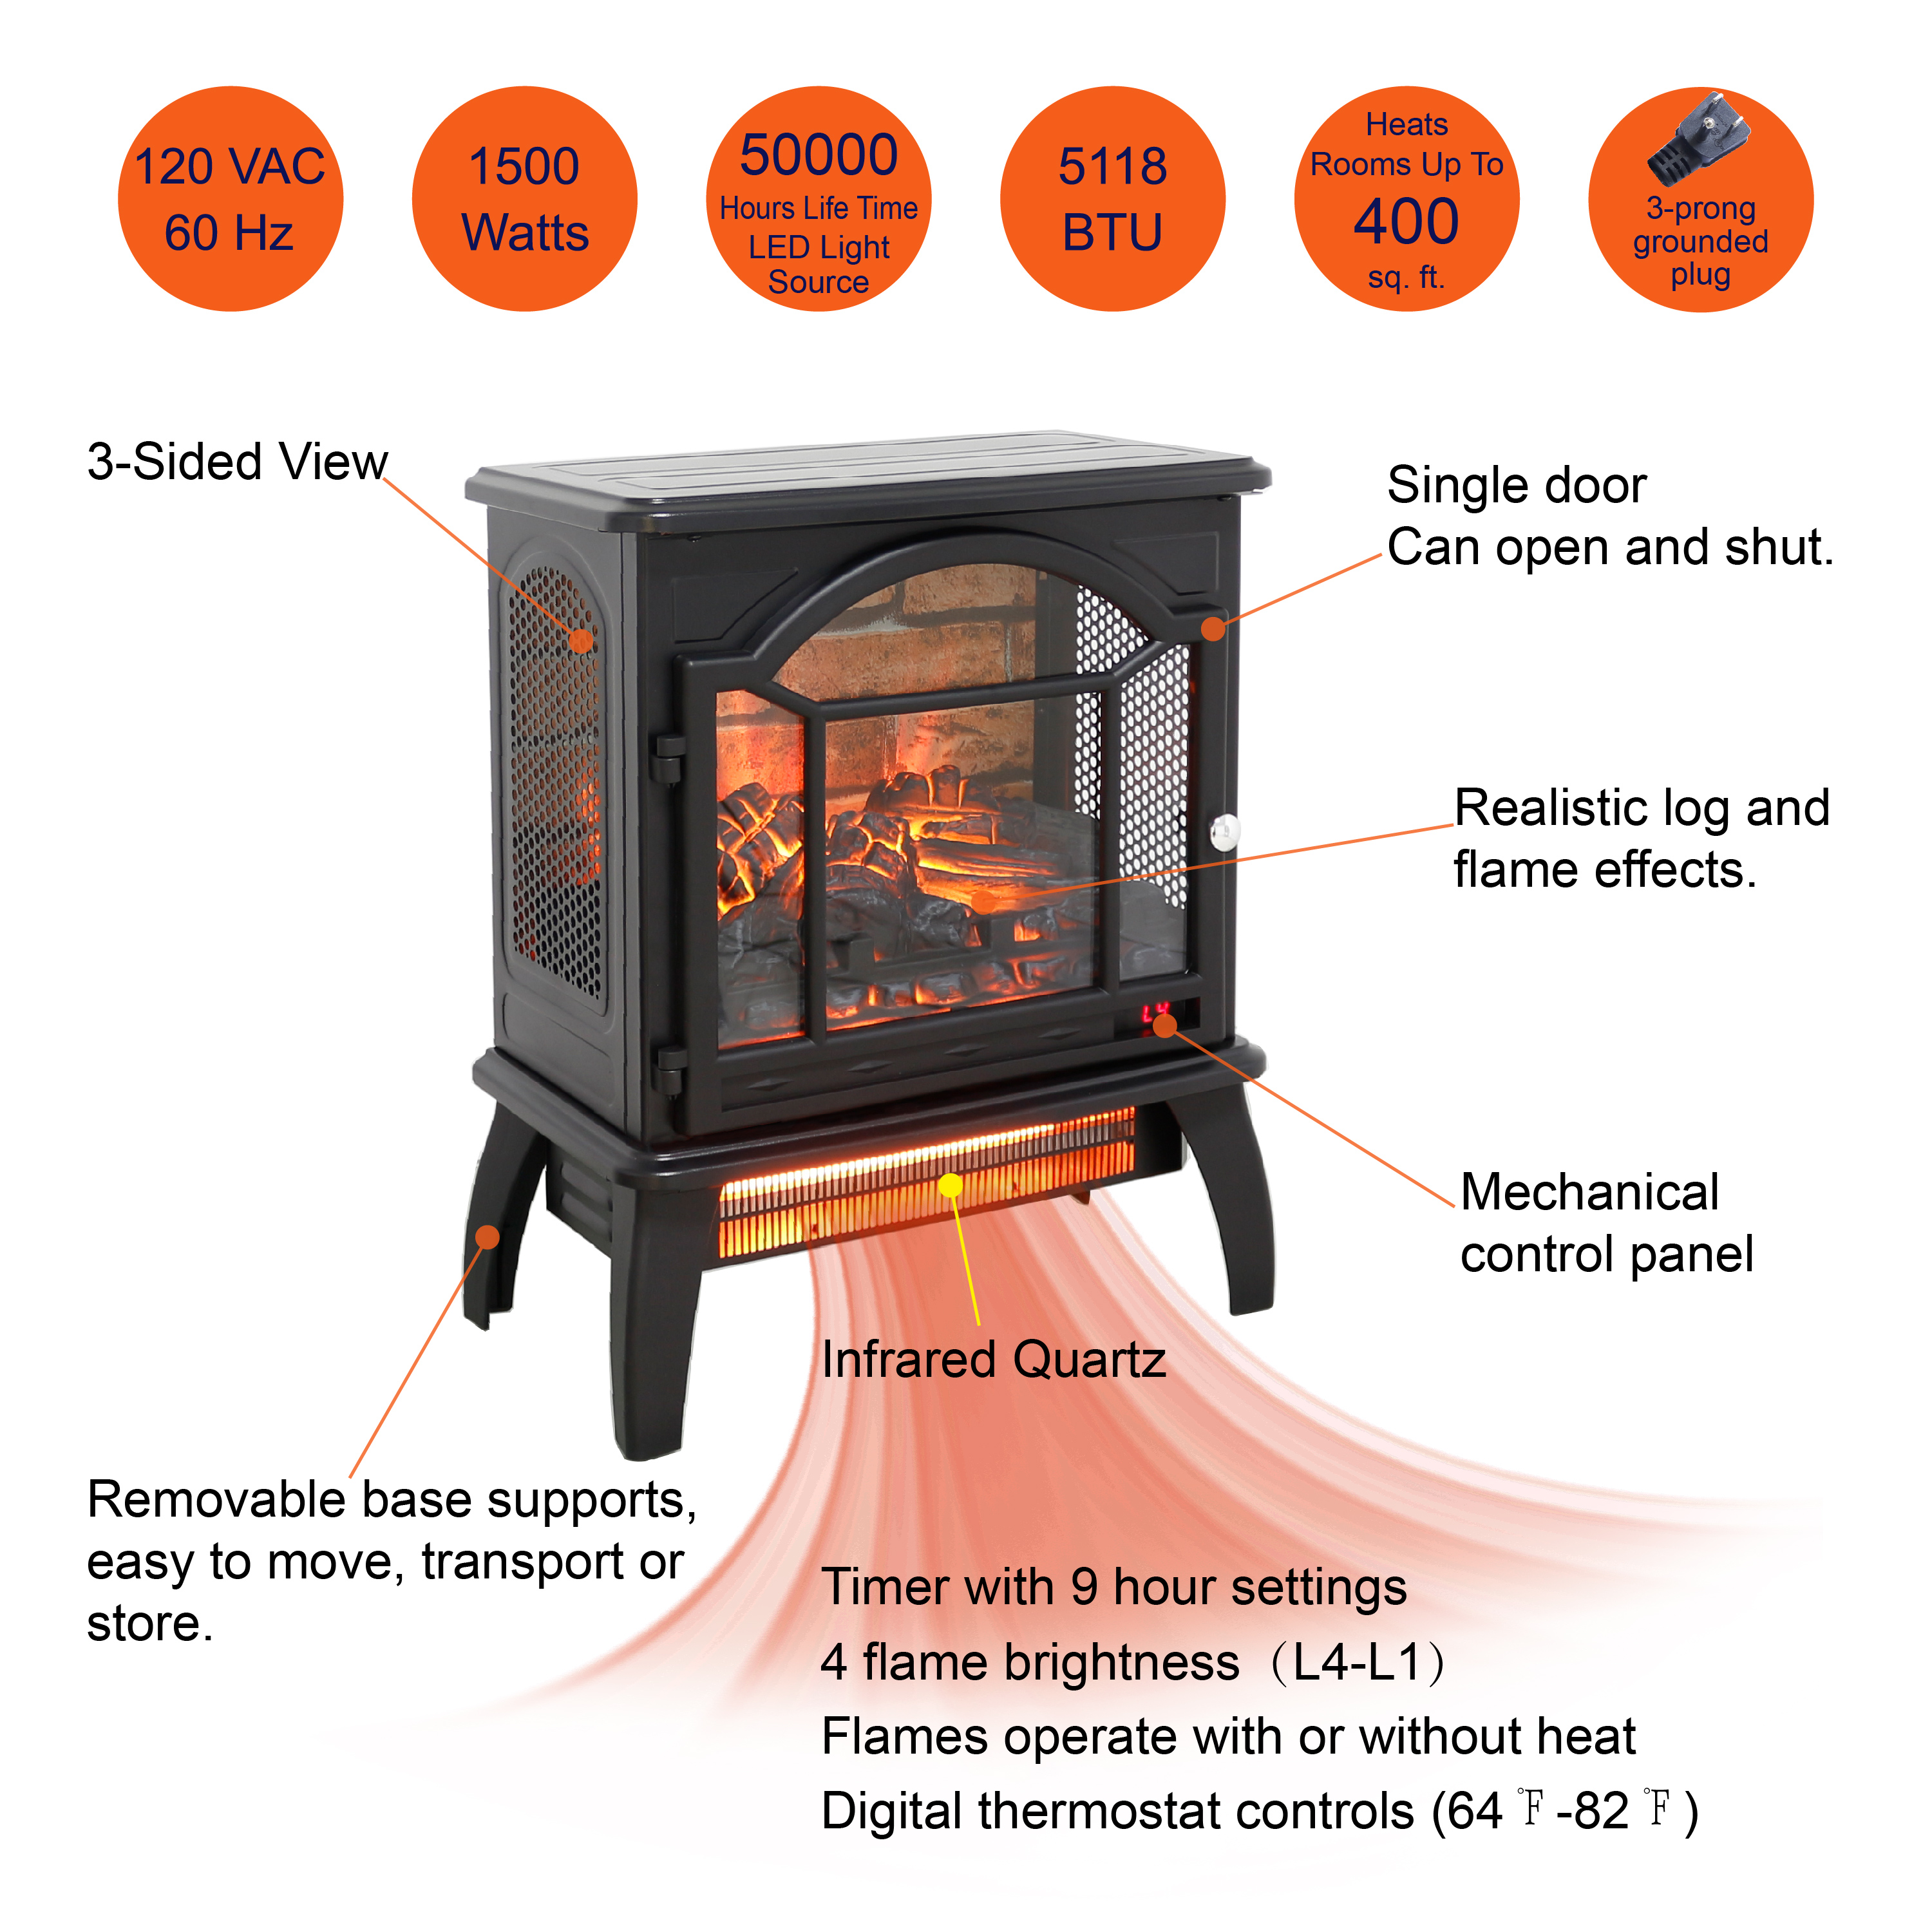 120 VAC
60 Hz
1500
Watts
50000
Hours Life Time
LED Light
Source
5118
BTU
Heats
Rooms Up To
400
sq. ft.
3-prong
grounded
plug
3-Sided View
Single door
Can open and shut.
Realistic log and
flame effects.
L4
Mechanical
control panel
Infrared Quartz
Removable base supports,
easy to move, transport or
store.
Timer with 9 hour settings
4 flame brightness（L4-L1）
Flames operate with or without heat
Digital thermostat controls (64 ℉ -82 ℉ )